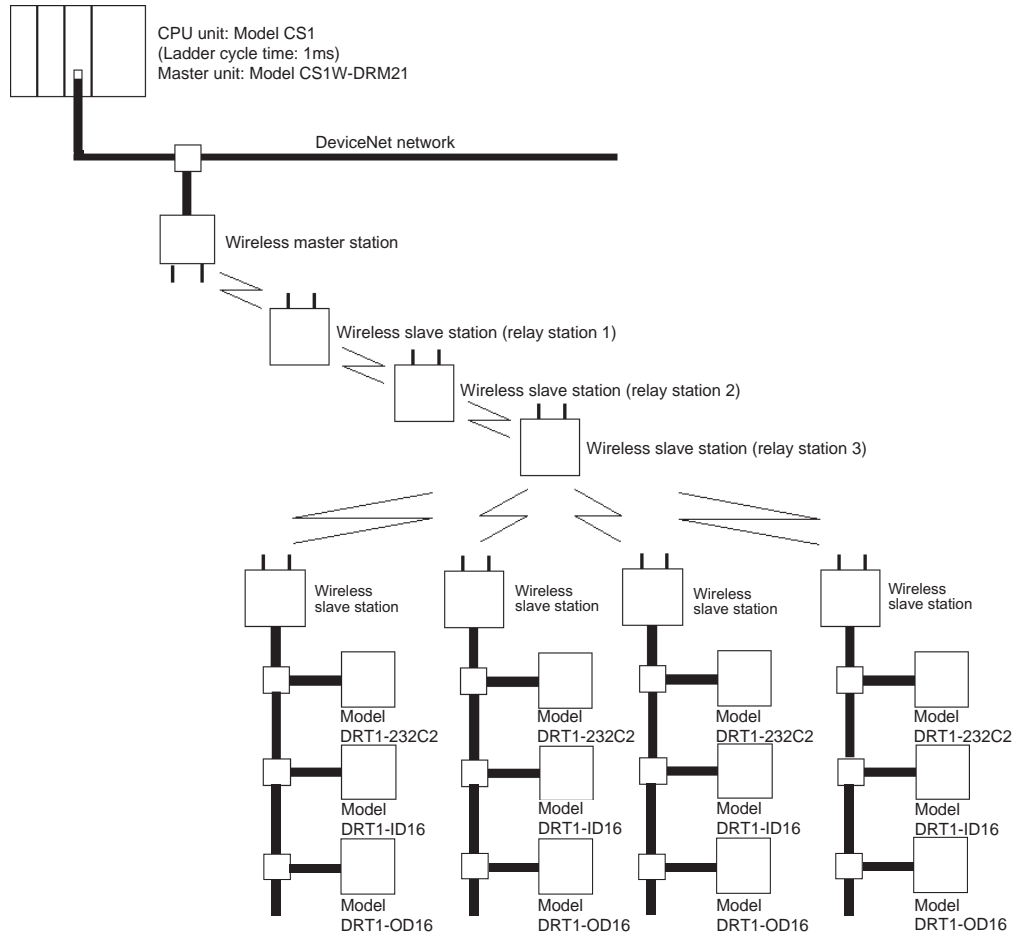 CPU unit: Model CS1
(Ladder cycle time: 1ms)
Master unit: Model CS1W-DRM21
DeviceNet network
Wireless master station
Wireless slave station (relay station 1)
Wireless slave station (relay station 2)
Wireless slave station (relay station 3)
Wireless
slave station
Wireless
slave station
Wireless
slave station
Wireless
slave station
Model
DRT1-232C2
Model
DRT1-232C2
Model
DRT1-232C2
Model
DRT1-232C2
Model
DRT1-ID16
Model
DRT1-ID16
Model
DRT1-ID16
Model
DRT1-ID16
Model
DRT1-OD16
Model
DRT1-OD16
Model
DRT1-OD16
Model
DRT1-OD16